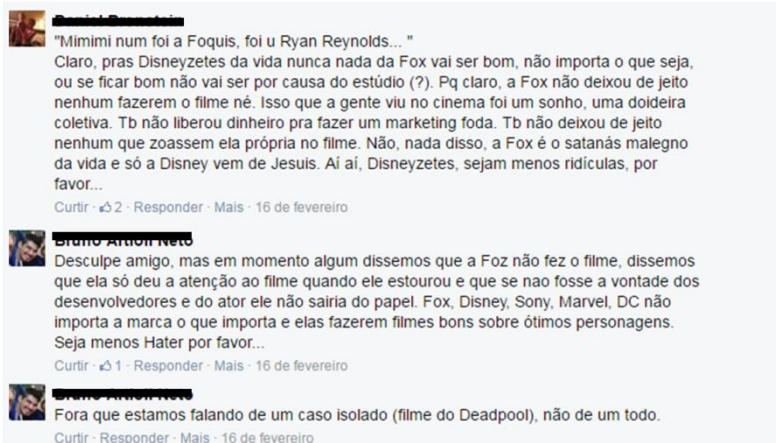 "Mimimi num foi a Foquis, foi u Ryan Reynolds... "
Claro, pras Disneyzetes da vida nunca nada da Fox vai ser bom, não importa o que seja,
ou se ficar bom não vai ser por causa do estúdio (?). Pq claro, a Fox não deixou de jeito
nenhum fazerem o filme né. Isso que a gente viu no cinema foi um sonho, uma doideira
coletiva. Tb não liberou dinheiro pra fazer um marketing foda. Tb não deixou de jeito
nenhum que zoassem ela própria no filme. Não, nada disso, a Fox é o satanás malegno
da vida e só a Disney vem de Jesuis. Aí aí, Disneyzetes, sejam menos ridículas, por
favor...
Curtir · 2 · Responder · Mais · 16 de fevereiro
Desculpe amigo, mas em momento algum dissemos que a Foz não fez o filme, dissemos
que ela só deu a atenção ao filme quando ele estourou e que se nao fosse a vontade dos
desenvolvedores e do ator ele não sairia do papel. Fox, Disney, Sony, Marvel, DC não
importa a marca o que importa e elas fazerem filmes bons sobre ótimos personagens.
Seja menos Hater por favor...
Curtir · 1 · Responder · Mais · 16 de fevereiro
Fora que estamos falando de um caso isolado (filme do Deadpool), não de um todo.
Curtir · Responder · Mais · 16 de fevereiro